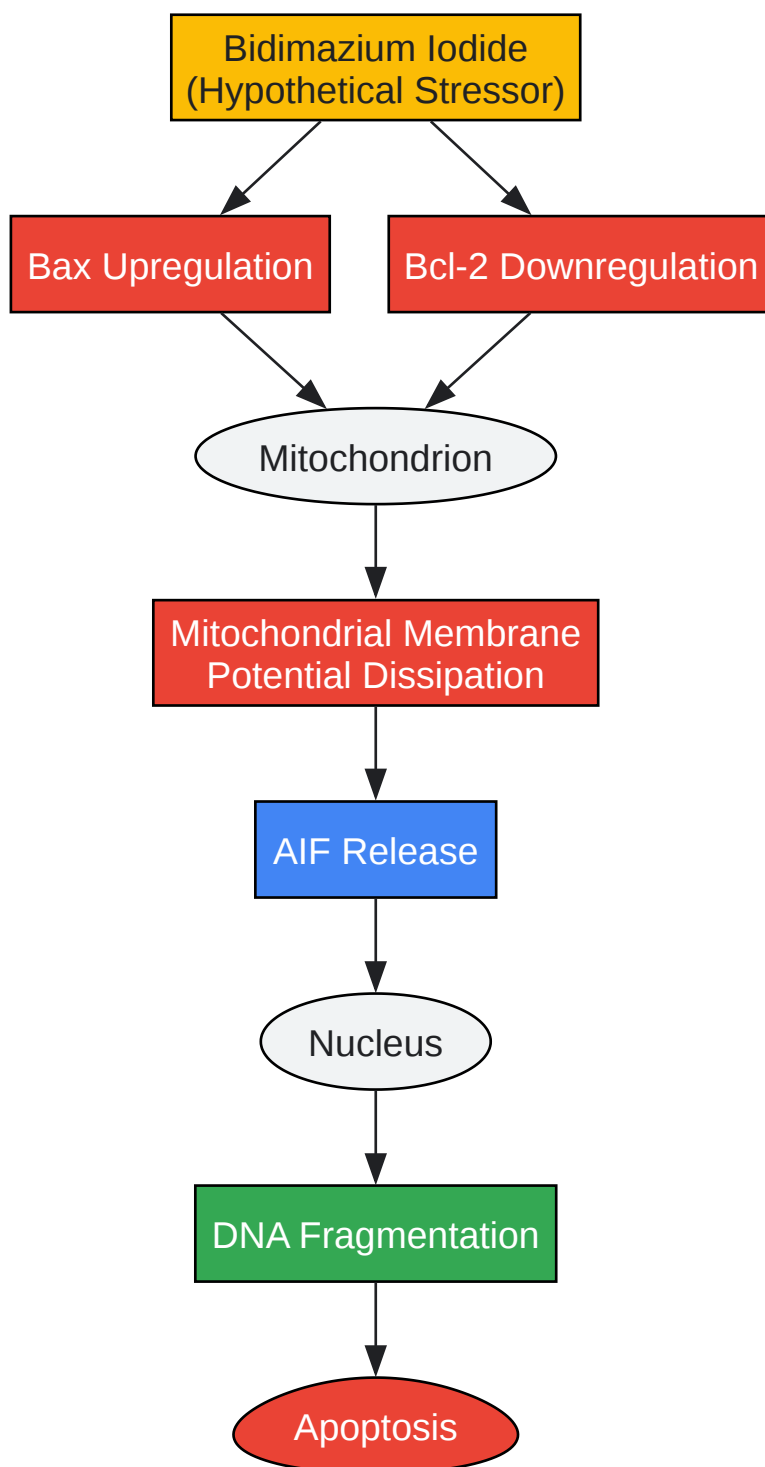 Bidimazium Iodide
(Hypothetical Stressor)
Bax Upregulation
Bcl-2 Downregulation
Mitochondrion
Mitochondrial Membrane
Potential Dissipation
AIF Release
Nucleus
DNA Fragmentation
Apoptosis